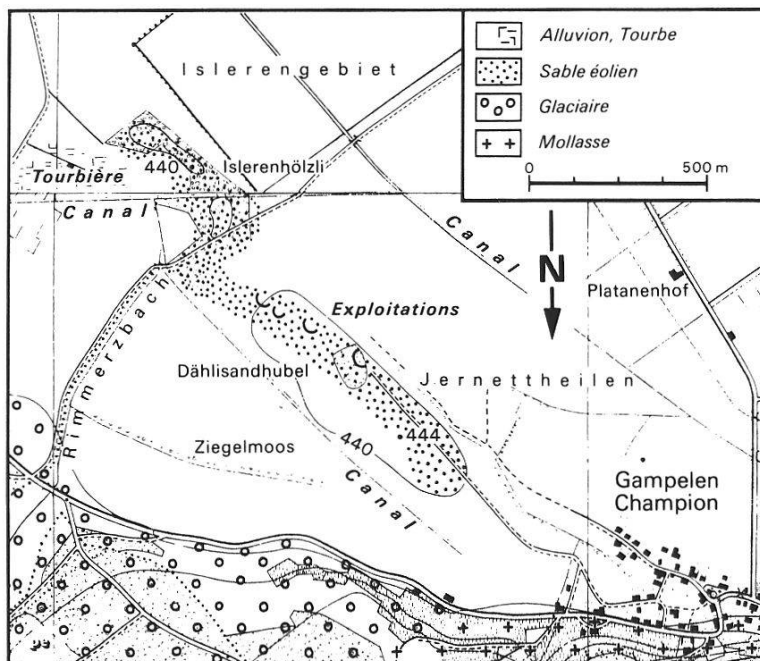 Alluvion, Tourbe
Sable éolien
Glaciaire
Mollasse
0 500 m
Islerengebiet
440
Islerenhölzli
Tourbière
Canal
Canal
N
Platanenhof
Exploitations
Rimmerzbach
Dählisandhubel
Jernettheilen
Ziegelmoos
440
444
Canal
Gampelen
Champion